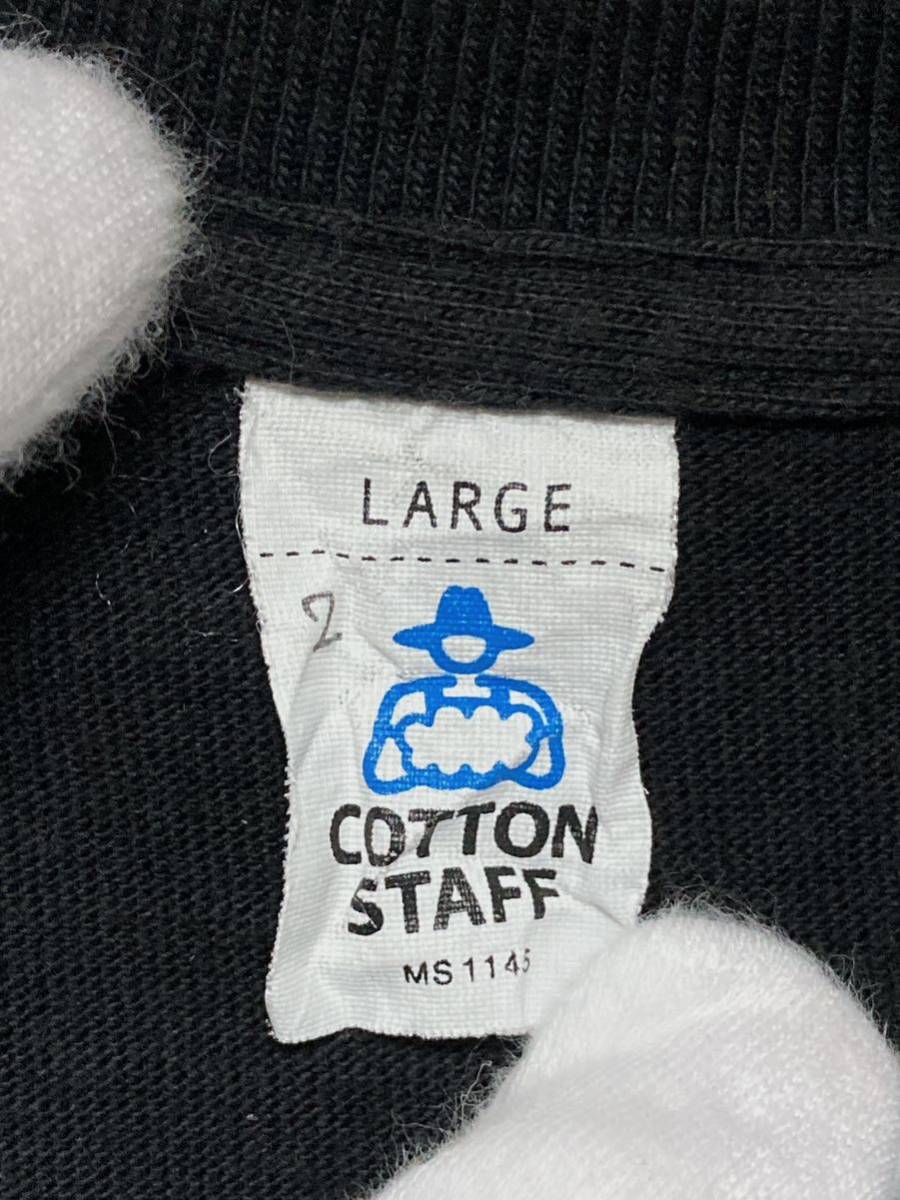 LARGE
2
COTTON
STAFF
MS1145